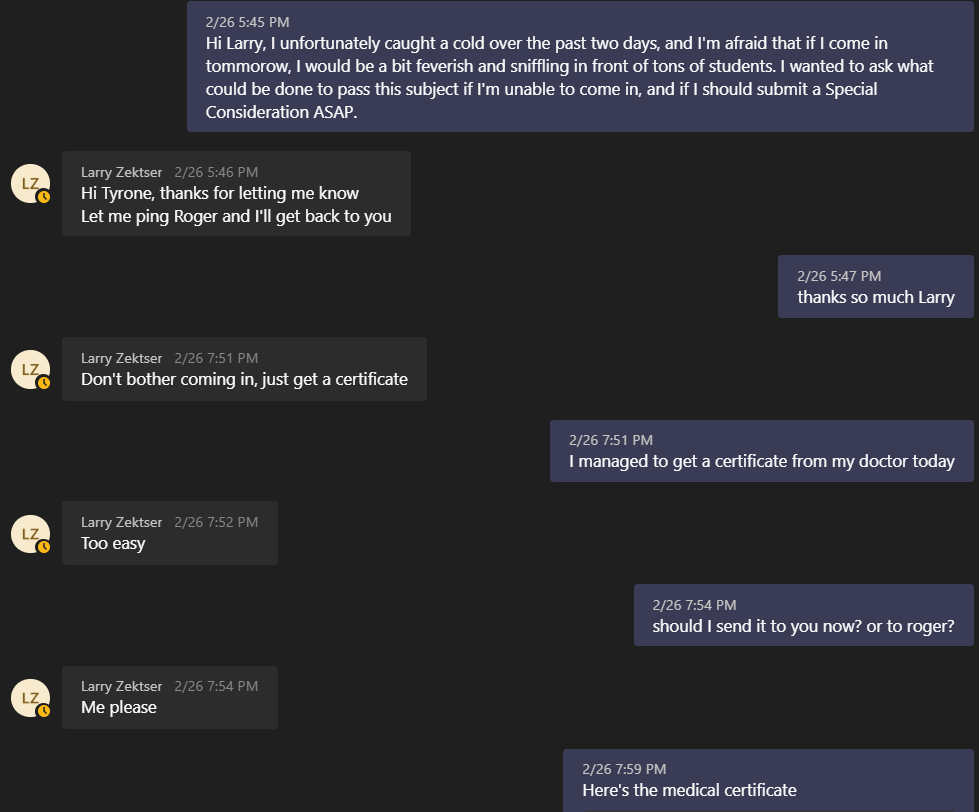 2/26 5:45 PM
Hi Larry, I unfortunately caught a cold over the past two days, and I'm afraid that if I come in
tommorow, I would be a bit feverish and sniffling in front of tons of students. I wanted to ask what
could be done to pass this subject if I'm unable to come in, and if I should submit a Special
Consideration ASAP.
LZ
Larry Zektser 2/26 5:46 PM
Hi Tyrone, thanks for letting me know
Let me ping Roger and I'll get back to you
2/26 5:47 PM
thanks so much Larry
LZ
Larry Zektser 2/26 7:51 PM
Don't bother coming in, just get a certificate
2/26 7:51 PM
I managed to get a certificate from my doctor today
LZ
Larry Zektser 2/26 7:52 PM
Too easy
2/26 7:54 PM
should I send it to you now? or to roger?
LZ
Larry Zektser 2/26 7:54 PM
Me please
2/26 7:59 PM
Here's the medical certificate